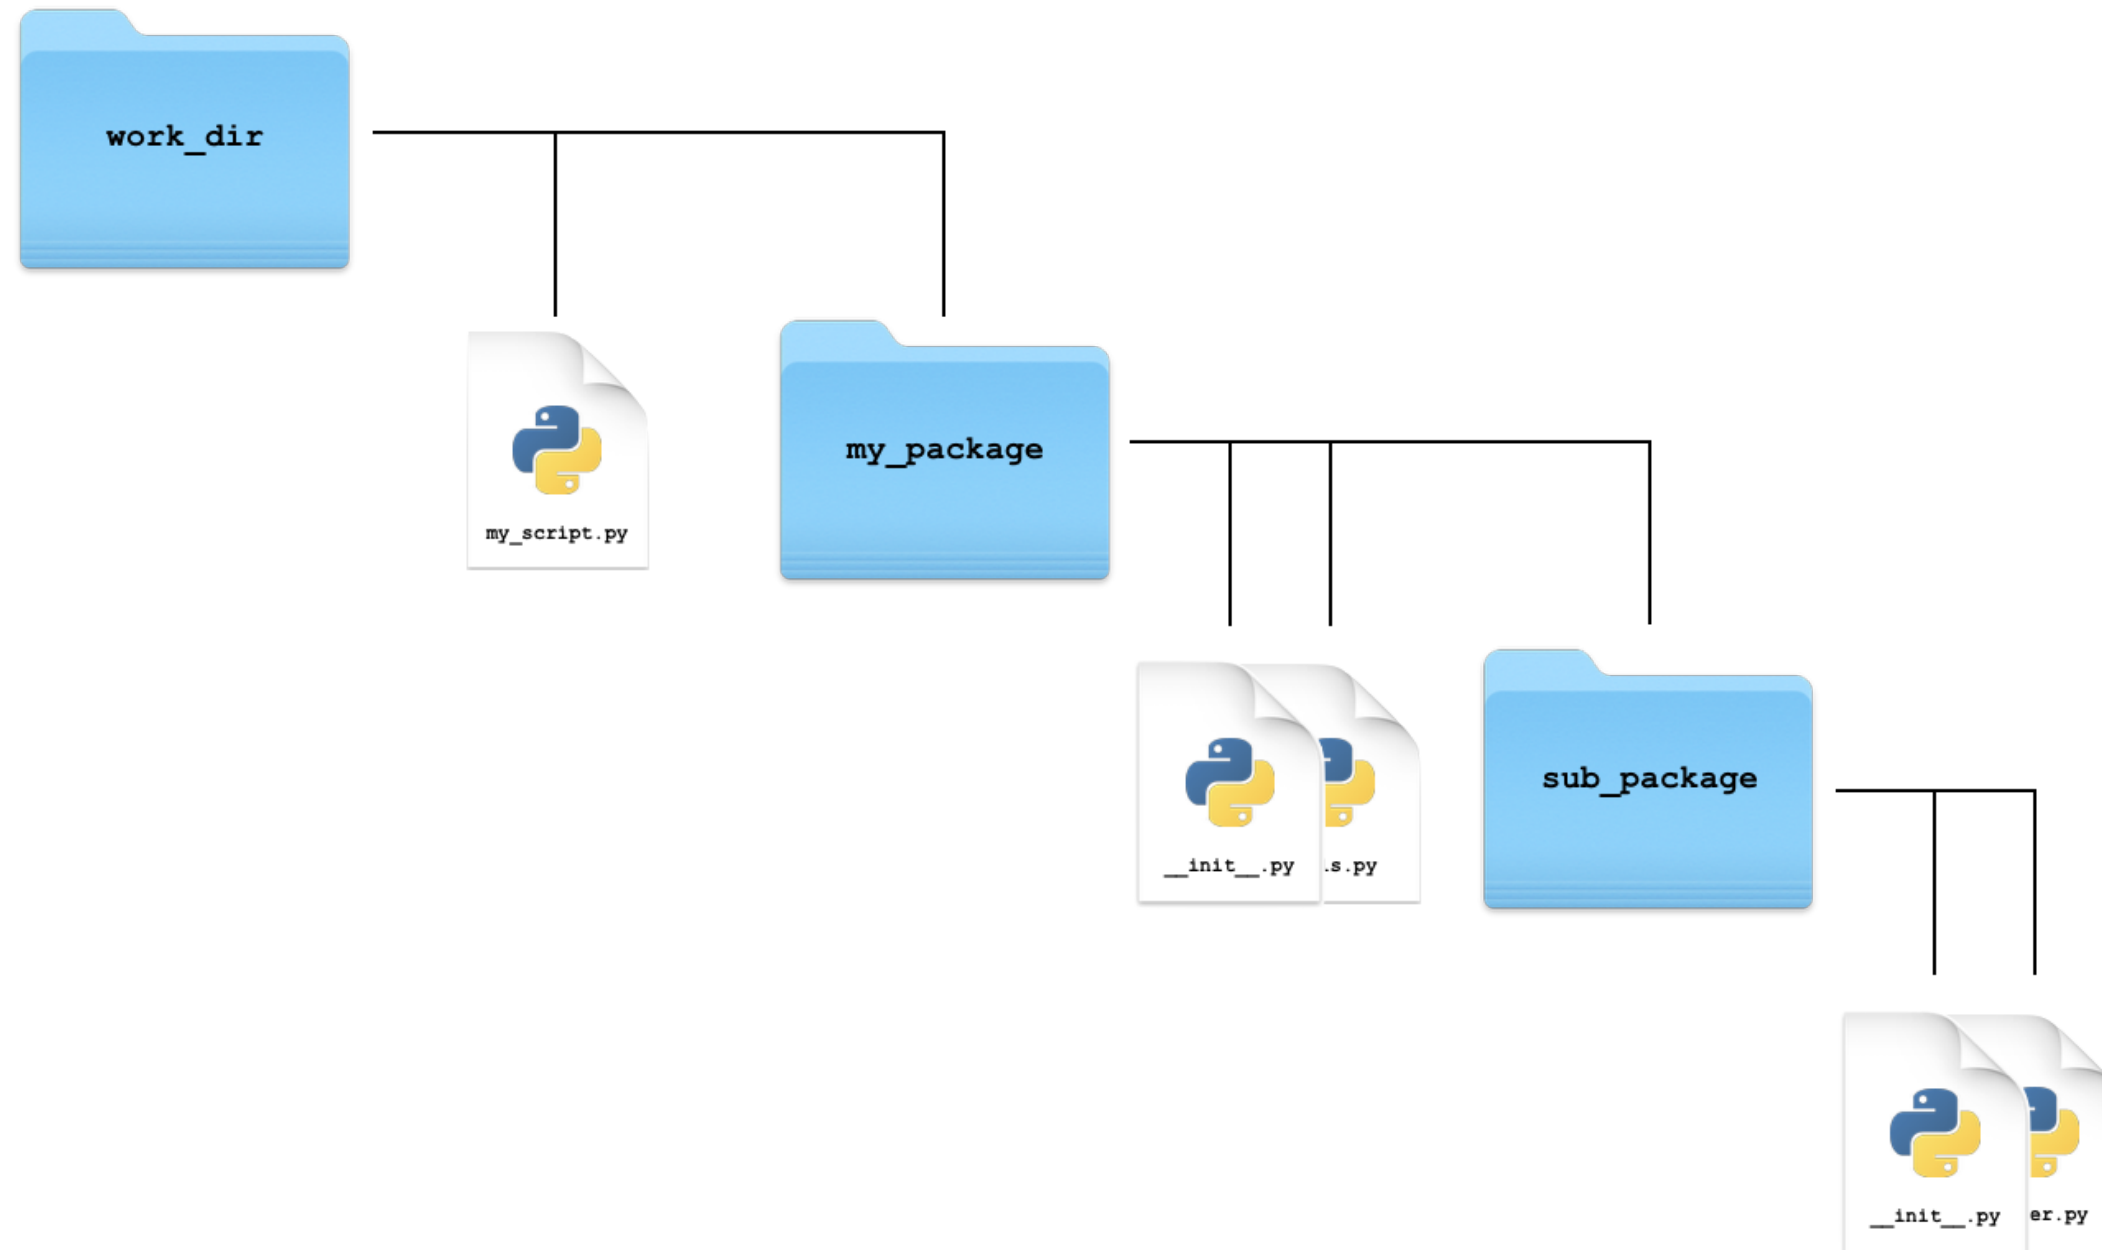 work_dir
my_script.py
my_package
__init__.py
s.py
sub_package
__init__.py
er.py